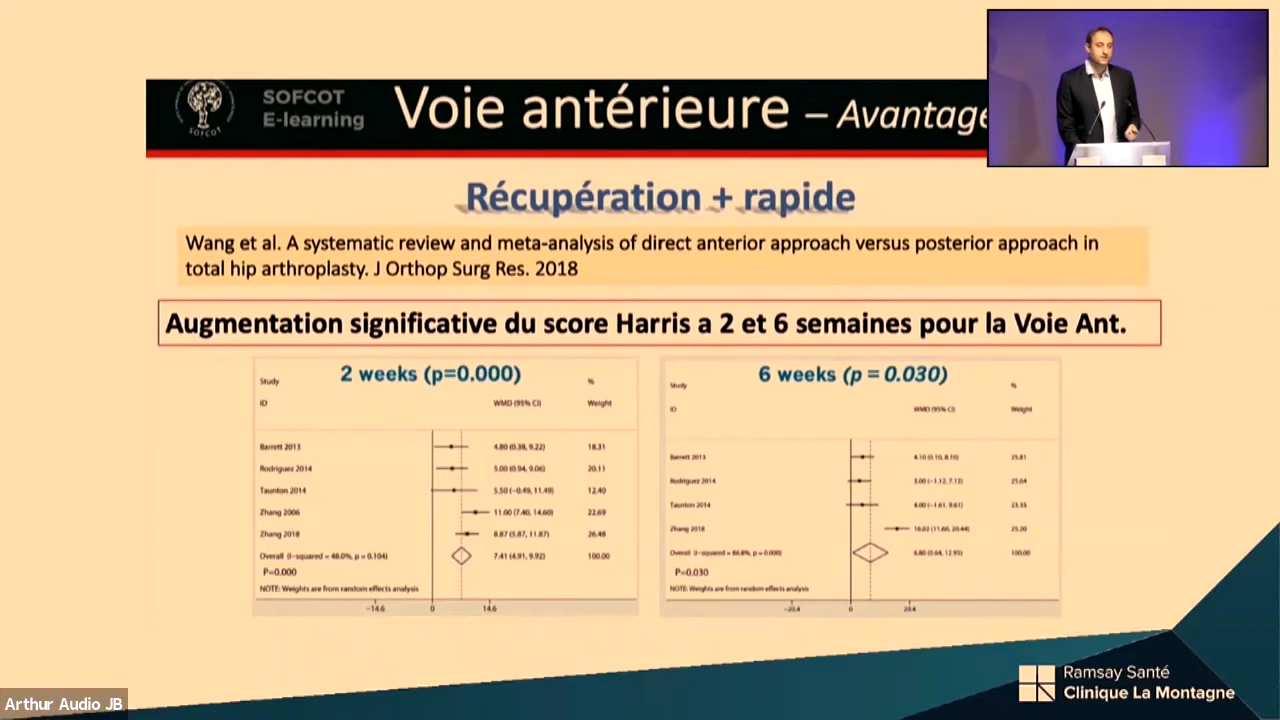 SOFCOT
E-learning
SOFCOT
Voie antérieure – Avantage
Récupération + rapide
Wang et al. A systematic review and meta-analysis of direct anterior approach versus posterior approach in
total hip arthroplasty. J Orthop Surg Res. 2018
Augmentation significative du score Harris a 2 et 6 semaines pour la Voie Ant.
2 weeks (p=0.000)
Study
%
ID
WMD (95% CI)
Weight
Barrett 2013 4.80 (0.38, 9.22) 18.31
Rodriguez 2014 5.00 (0.94, 9.06) 20.11
Taunton 2014 5.50 (-0.49, 11.49) 12.40
Zhang 2006 11.00 (7.40, 14.60) 22.69
Zhang 2018 8.87 (5.87, 11.87) 26.48
Overall (I-squared = 48.0%, p = 0.104) 7.41 (4.91, 9.92) 100.00
P=0.000
NOTE: Weights are from random effects analysis
-14.6 0 14.6
6 weeks (p = 0.030)
Study
%
ID
WMD (95% CI)
Weight
Barrett 2013 4.10 (0.10, 8.10) 25.81
Rodriguez 2014 3.00 (-1.12, 7.12) 25.64
Taunton 2014 4.00 (-1.61, 9.61) 23.35
Zhang 2018 16.02 (11.60, 20.44) 25.20
Overall (I-squared = 86.8%, p = 0.000) 6.80 (0.64, 12.95) 100.00
P=0.030
NOTE: Weights are from random effects analysis
-20.4 0 20.4
Ramsay Santé
Clinique La Montagne
Arthur Audio JB